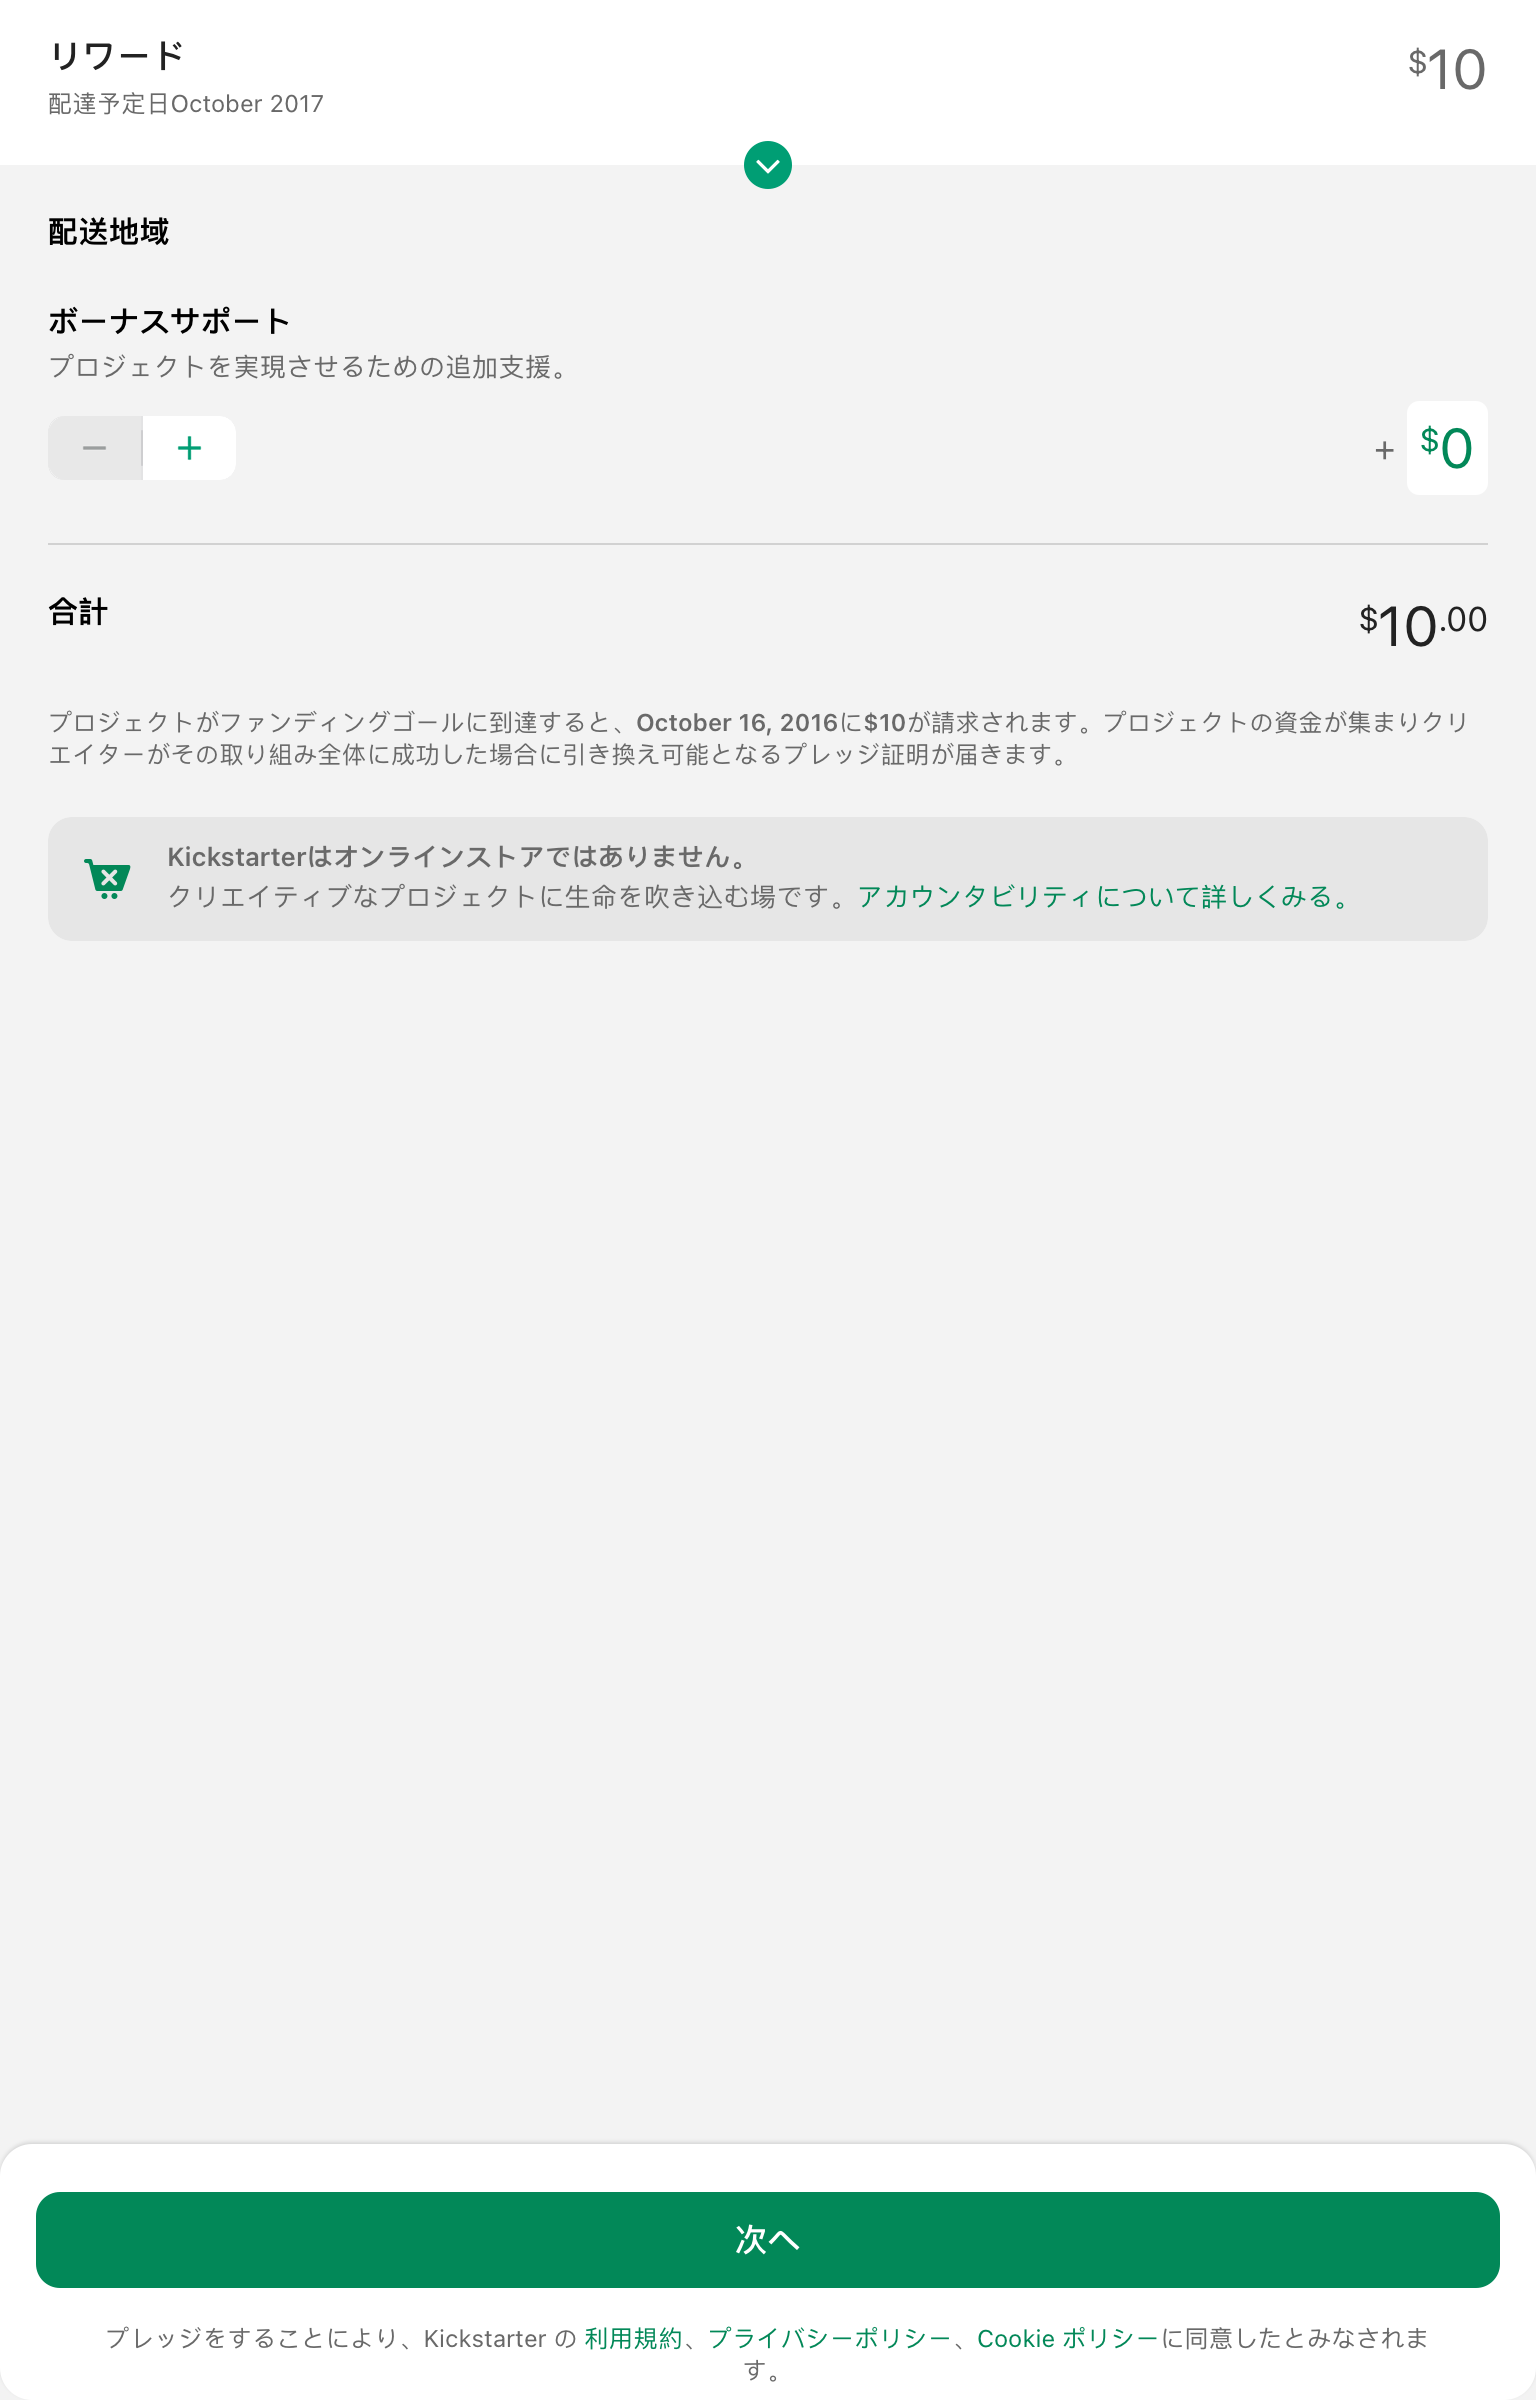 リワード
$10
配達予定日October 2017
配送地域
ボーナスサポート
プロジェクトを実現させるための追加支援。
− + + $0
合計
$10.00
プロジェクトがファンディングゴールに到達すると、October 16, 2016に$10が請求されます。プロジェクトの資金が集まりクリ
エイターがその取り組み全体に成功した場合に引き換え可能となるプレッジ証明が届きます。
Kickstarterはオンラインストアではありません。
クリエイティブなプロジェクトに生命を吹き込む場です。アカウンタビリティについて詳しくみる。
次へ
プレッジをすることにより、Kickstarter の 利用規約、プライバシーポリシー、Cookie ポリシーに同意したとみなされま
す。